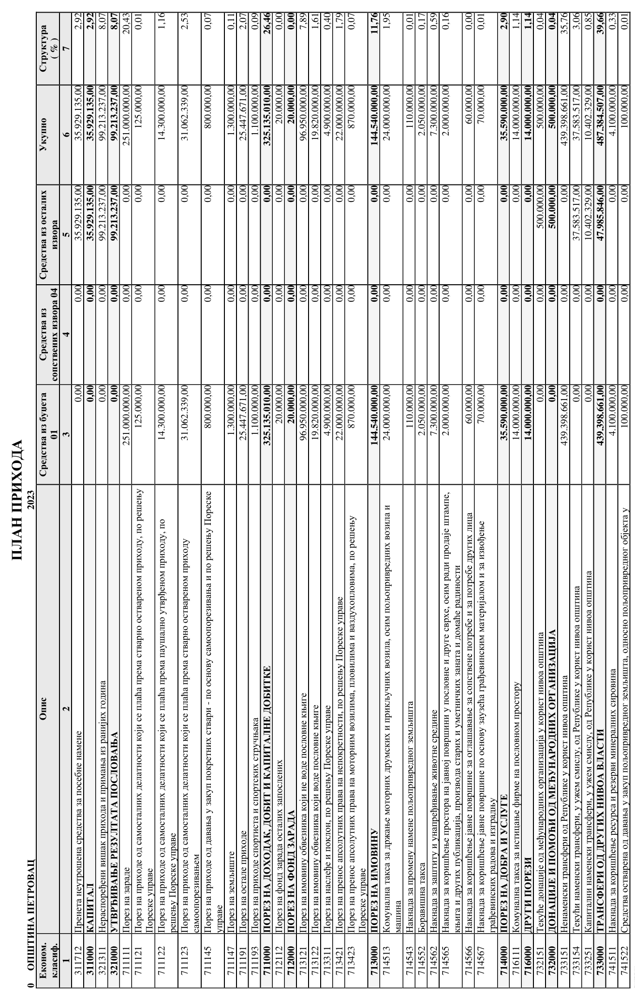 ПЛАН ПРИХОДА
0 ОПШТИНА ПЕТРОВАЦ 2023
Економ. класиф. Опис Средства из буџета 01 Средства из сопствених извора 04 Средства из осталих извора Укупно Структура ( % )
1 2 3 4 5 6 7
311712 Пренета неутрошена средства за посебне намене 0,00 0,00 35.929.135,00 35.929.135,00 2,92
311000 КАПИТАЛ 0,00 0,00 35.929.135,00 35.929.135,00 2,92
321311 Нераспоређени вишак прихода и примања из ранијих година 0,00 0,00 99.213.237,00 99.213.237,00 8,07
321000 УТВРЂИВАЊЕ РЕЗУЛТАТА ПОСЛОВАЊА 0,00 0,00 99.213.237,00 99.213.237,00 8,07
711111 Порез на зараде 251.000.000,00 0,00 0,00 251.000.000,00 20,43
711121 Порез на приходе од самосталних делатности који се плаћа према стварно оствареном приходу, по решењу 125.000,00 0,00 0,00 125.000,00 0,01
Пореске управе
711122 Порез на приходе од самосталних делатности који се плаћа према паушално утврђеном приходу, по 14.300.000,00 0,00 0,00 14.300.000,00 1,16
решењу Пореске управе
711123 Порез на приходе од самосталних делатности који се плаћа према стварно оствареном приходу 31.062.339,00 0,00 0,00 31.062.339,00 2,53
самоопорезивањем
711145 Порез на приходе од давања у закуп покретних ствари - по основу самоопорезивања и по решењу Пореске 800.000,00 0,00 0,00 800.000,00 0,07
управе
711147 Порез на земљиште 1.300.000,00 0,00 0,00 1.300.000,00 0,11
711191 Порез на остале приходе 25.447.671,00 0,00 0,00 25.447.671,00 2,07
711193 Порез на приходе спортиста и спортских стручњака 1.100.000,00 0,00 0,00 1.100.000,00 0,09
711000 ПОРЕЗ НА ДОХОДАК, ДОБИТ И КАПИТАЛНЕ ДОБИТКЕ 325.135.010,00 0,00 0,00 325.135.010,00 26,46
712112 Порез на фонд зарада осталих запослених 20.000,00 0,00 0,00 20.000,00 0,00
712000 ПОРЕЗ НА ФОНД ЗАРАДА 20.000,00 0,00 0,00 20.000,00 0,00
713121 Порез на имовину обвезника који не воде пословне књиге 96.950.000,00 0,00 0,00 96.950.000,00 7,89
713122 Порез на имовину обвезника који воде пословне књиге 19.820.000,00 0,00 0,00 19.820.000,00 1,61
713311 Порез на наслеђе и поклон, по решењу Пореске управе 4.900.000,00 0,00 0,00 4.900.000,00 0,40
713421 Порез на пренос апсолутних права на непокретности, по решењу Пореске управе 22.000.000,00 0,00 0,00 22.000.000,00 1,79
713423 Порез на пренос апсолутних права на моторним возилима, пловилима и ваздухопловима, по решењу 870.000,00 0,00 0,00 870.000,00 0,07
Пореске управе
713000 ПОРЕЗ НА ИМОВИНУ 144.540.000,00 0,00 0,00 144.540.000,00 11,76
714513 Комунална такса за држање моторних друмских и прикључних возила, осим пољопривредних возила и 24.000.000,00 0,00 0,00 24.000.000,00 1,95
машина
714543 Накнада за промену намене пољопривредног земљишта 110.000,00 0,00 0,00 110.000,00 0,01
714552 Боравишна такса 2.050.000,00 0,00 0,00 2.050.000,00 0,17
714562 Накнада за заштиту и унапређивање животне средине 7.300.000,00 0,00 0,00 7.300.000,00 0,59
714565 Накнада за коришћење простора на јавној површини у пословне и друге сврхе, осим ради продаје штампе, 2.000.000,00 0,00 0,00 2.000.000,00 0,16
књига и других публикација, производа старих и уметничких заната и домаће радиности
714566 Накнада за коришћење јавне површине за оглашавање за сопствене потребе и за потребе других лица 60.000,00 0,00 0,00 60.000,00 0,00
714567 Накнада за коришћење јавне површине по основу заузећа грађевинским материјалом и за извођење 70.000,00 0,00 0,00 70.000,00 0,01
грађевинских радова и изградњу
714000 ПОРЕЗ НА ДОБРА И УСЛУГЕ 35.590.000,00 0,00 0,00 35.590.000,00 2,90
716111 Комунална такса за истицање фирме на пословном простору 14.000.000,00 0,00 0,00 14.000.000,00 1,14
716000 ДРУГИ ПОРЕЗИ 14.000.000,00 0,00 0,00 14.000.000,00 1,14
732151 Текуће донације од међународних организација у корист нивоа општина 0,00 0,00 500.000,00 500.000,00 0,04
732000 ДОНАЦИЈЕ И ПОМОЋИ ОД МЕЂУНАРОДНИХ ОРГАНИЗАЦИЈА 0,00 0,00 500.000,00 500.000,00 0,04
733151 Ненаменски трансфери од Републике у корист нивоа општина 439.398.661,00 0,00 0,00 439.398.661,00 35,76
733154 Текући наменски трансфери, у ужем смислу, од Републике у корист нивоа општина 0,00 0,00 37.583.517,00 37.583.517,00 3,06
733251 Капитални наменски трансфери, у ужем смислу, од Републике у корист нивоа општина 0,00 0,00 10.402.329,00 10.402.329,00 0,85
733000 ТРАНСФЕРИ ОД ДРУГИХ НИВОА ВЛАСТИ 439.398.661,00 0,00 47.985.846,00 487.384.507,00 39,66
741511 Накнада за коришћење ресурса и резерви минералних сировина 4.100.000,00 0,00 0,00 4.100.000,00 0,33
741522 Средства остварена од давања у закуп пољопривредног земљишта, односно пољопривредног објекта у 100.000,00 0,00 0,00 100.000,00 0,01